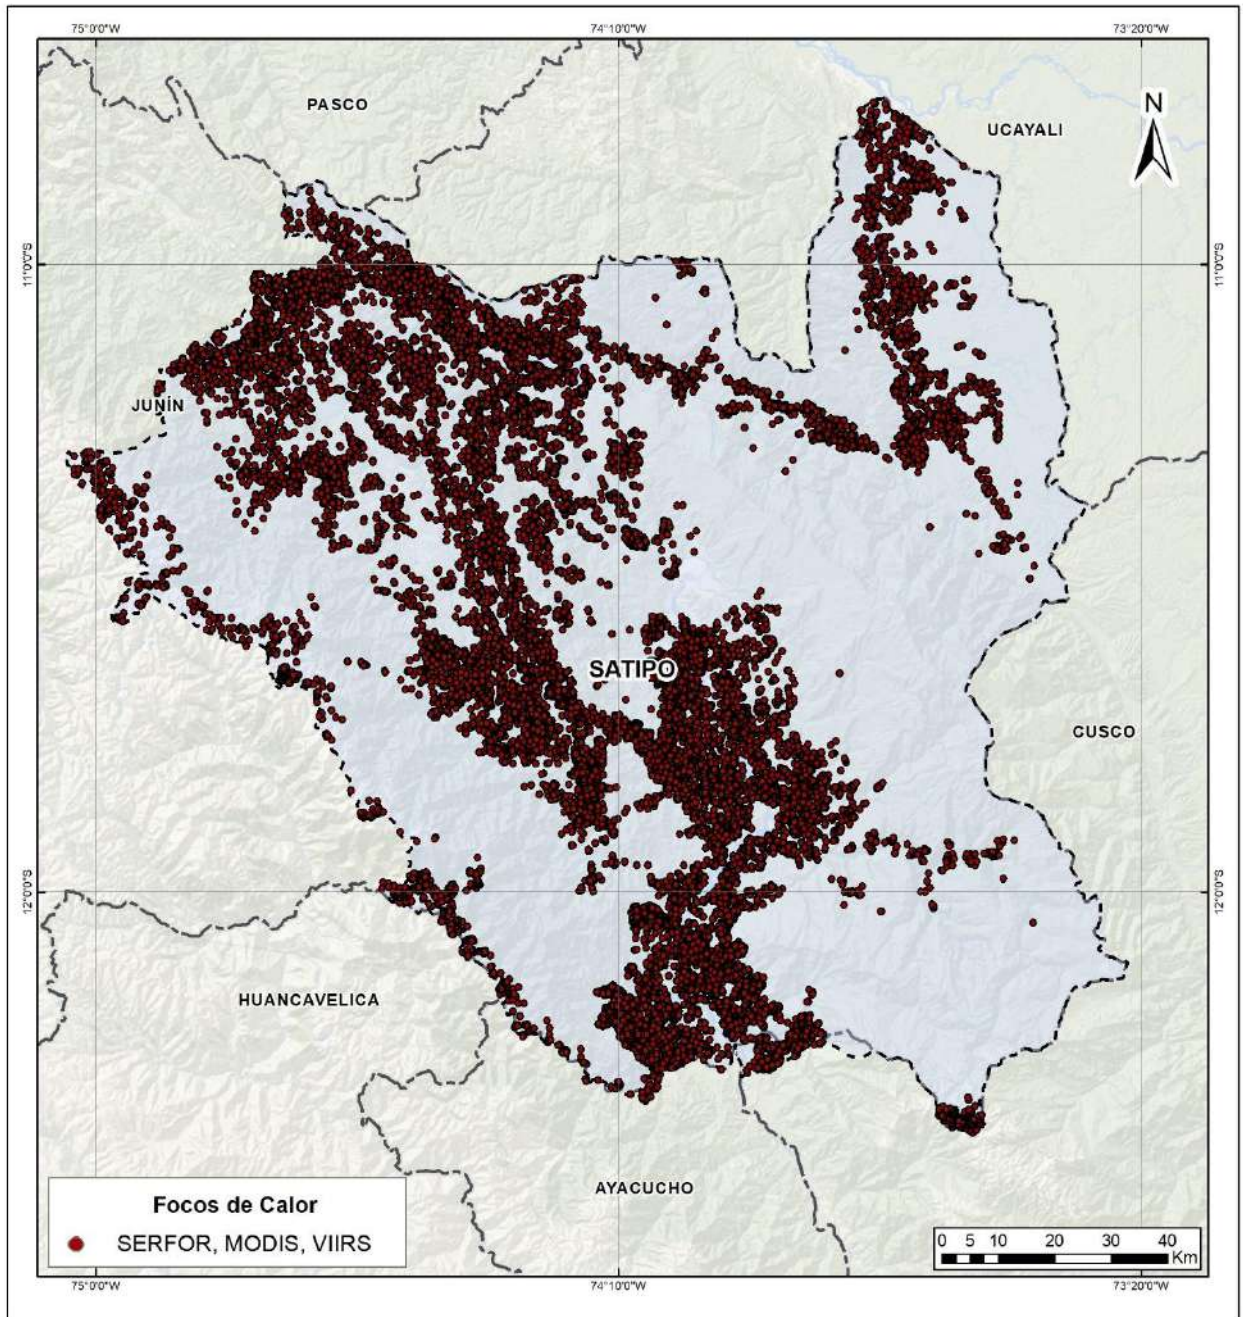 75°0'0"W 74°10'0"W 73°20'0"W
N
PASCO
UCAYALI
11°0'0"S 11°0'0"S
JUNÍN
SATIPO
CUSCO
12°0'0"S 12°0'0"S
HUANCAVELICA
AYACUCHO
Focos de Calor
SERFOR, MODIS, VIIRS
0 5 10 20 30 40
Km
75°0'0"W 74°10'0"W 73°20'0"W